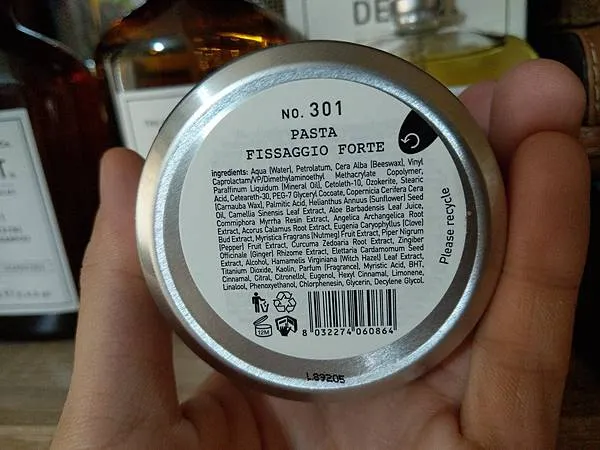 DE
TH
T.
No. 301
PASTA
FISSAGGIO FORTE
Ingredients: Aqua (Water), Petrolatum, Cera Alba (Beeswax), Vinyl
Caprolactam/VP/Dimethylaminoethyl Methacrylate Copolymer,
Paraffinum Liquidum (Mineral Oil), Ceteth-10, Ozokerite, Stearic
Acid, Ceteareth-30, PEG-7 Glyceryl Cocoate, Copernicia Cerifera Cera
(Carnauba Wax), Palmitic Acid, Helianthus Annuus (Sunflower) Seed
Oil, Camellia Sinensis Leaf Extract, Aloe Barbadensis Leaf Juice,
Commiphora Myrrha Resin Extract, Angelica Archangelica Root
Extract, Acorus Calamus Root Extract, Eugenia Caryophyllus (Clove)
Bud Extract, Myristica Fragrans (Nutmeg) Fruit Extract, Piper Nigrum
(Pepper) Fruit Extract, Curcuma Zedoaria Root Extract, Zingiber
Officinale (Ginger) Rhizome Extract, Elettaria Cardamomum Seed
Extract, Alcohol, Hamamelis Virginiana (Witch Hazel) Leaf Extract,
Titanium Dioxide, Kaolin, Parfum (Fragrance), Myristic Acid, BHT,
Cinnamal, Citral, Citronellol, Eugenol, Hexyl Cinnamal, Limonene,
Linalool, Phenoxyethanol, Chlorphenesin, Glycerin, Decylene Glycol.
Please recycle
12M
8 032274 060864
L89205